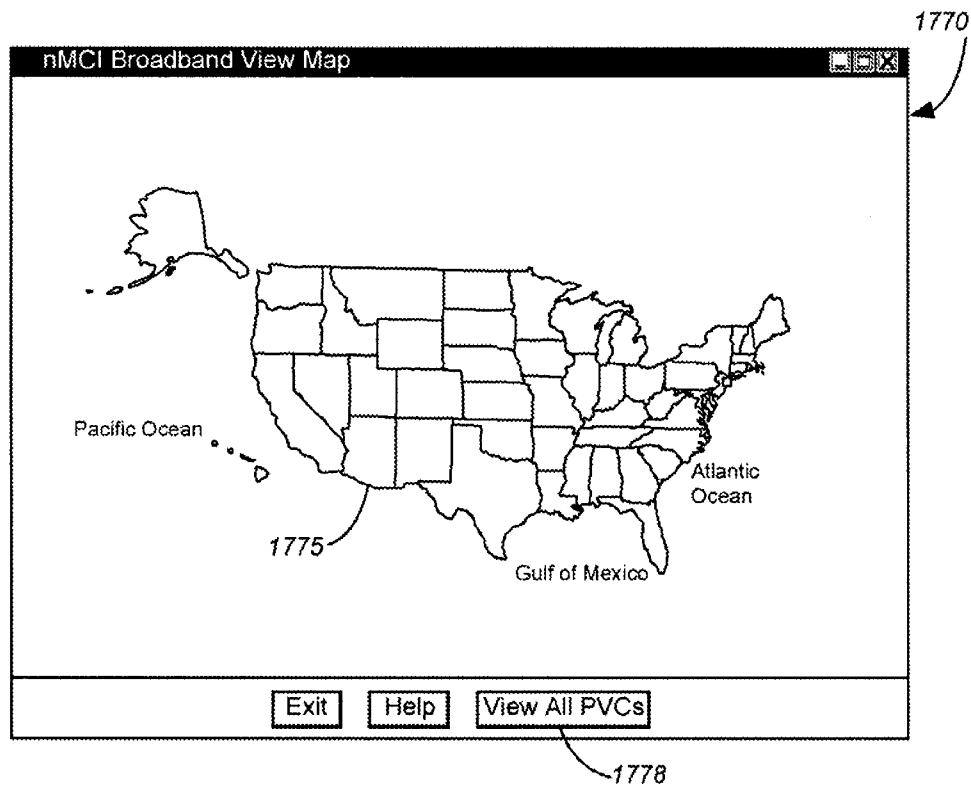 1770
nMCI Broadband View Map
Pacific Ocean
Atlantic
Ocean
1775
Gulf of Mexico
Exit Help View All PVCs
1778